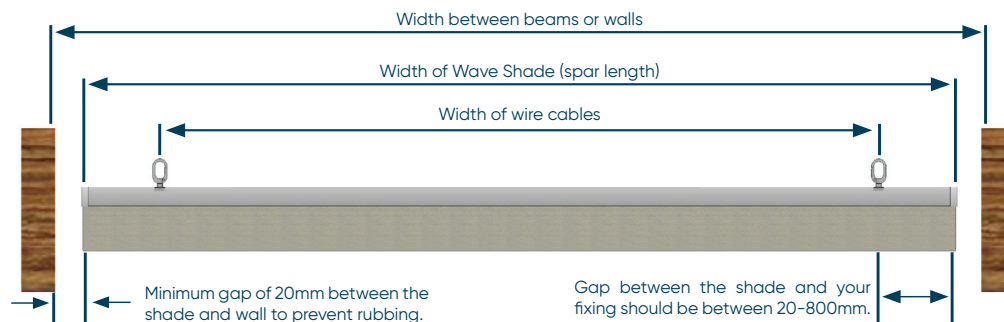 Width between beams or walls
Width of Wave Shade (spar length)
Width of wire cables
Minimum gap of 20mm between the
shade and wall to prevent rubbing.
Gap between the shade and your
fixing should be between 20-800mm.